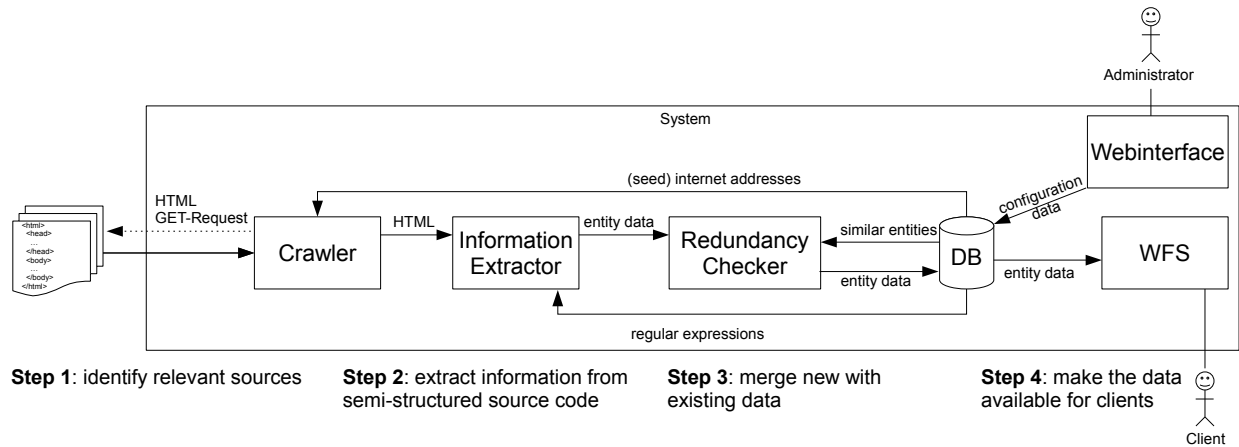 Administrator
System
Webinterface
(seed) internet addresses
configuration
data
HTML
GET-Request
<html>
<head>
...
</head>
<body>
...
</body>
</html>
Crawler
HTML
Information
Extractor
entity data
Redundancy
Checker
similar entities
entity data
DB
entity data
WFS
regular expressions
Step 1: identify relevant sources
Step 2: extract information from
semi-structured source code
Step 3: merge new with
existing data
Step 4: make the data
available for clients
Client